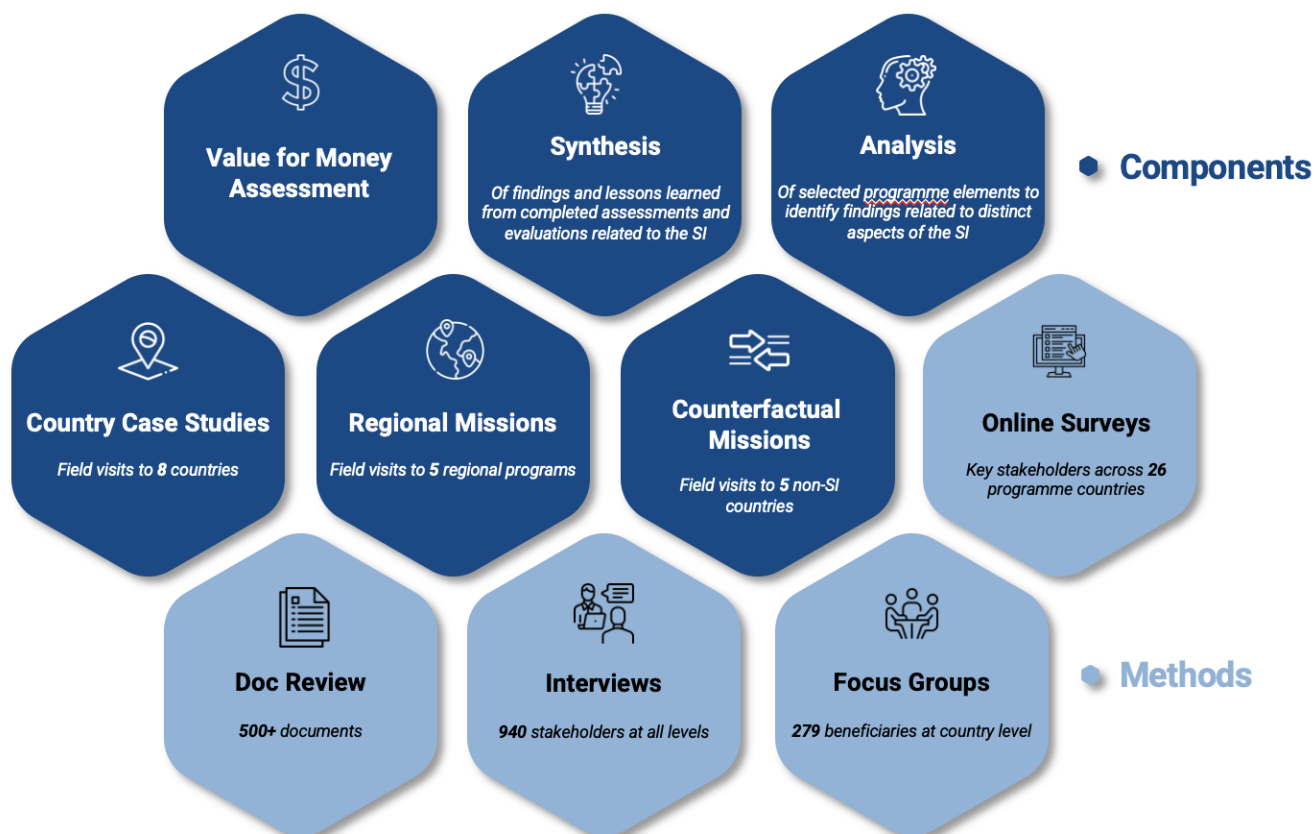 Value for Money
Assessment
Synthesis
Of findings and lessons learned
from completed assessments and
evaluations related to the SI
Analysis
Of selected programme elements to
identify findings related to distinct
aspects of the SI
Components
Country Case Studies
Field visits to 8 countries
Regional Missions
Field visits to 5 regional programs
Counterfactual
Missions
Field visits to 5 non-SI
countries
Online Surveys
Key stakeholders across 26
programme countries
Doc Review
500+ documents
Interviews
940 stakeholders at all levels
Focus Groups
279 beneficiaries at country level
Methods